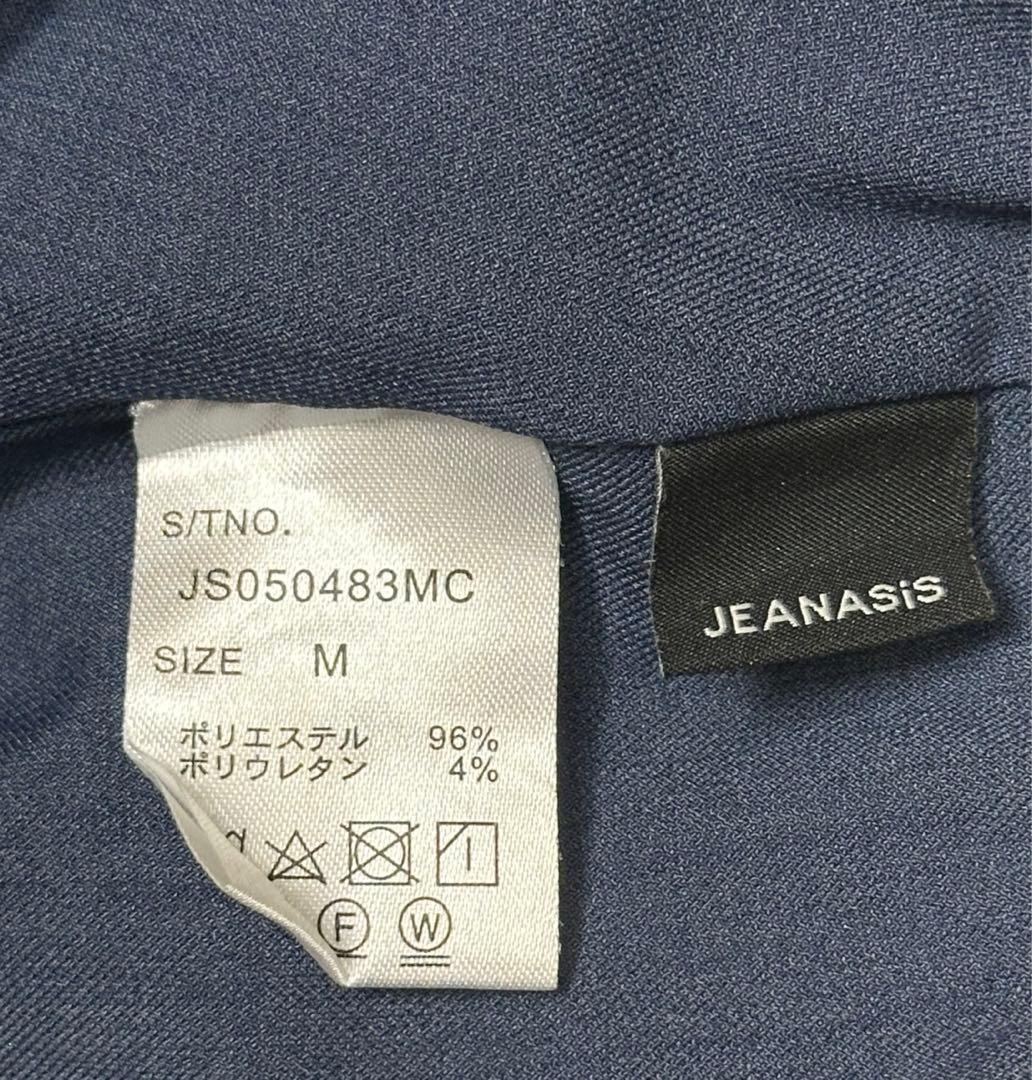 S/TNO.
JS050483MC
SIZE M
ポリエステル 96%
ポリウレタン 4%
F W
JEANASiS